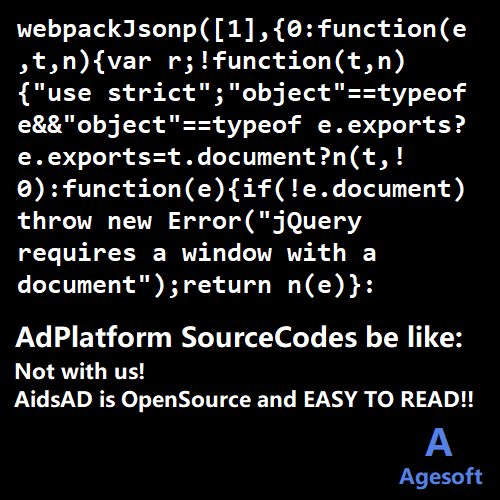 webpackJsonp([1],{0:function(e
,t,n){var r;!function(t,n)
{"use strict";"object"==typeof
e&&"object"==typeof e.exports?
e.exports=t.document?n(t,!
0):function(e){if(!e.document)
throw new Error("jQuery
requires a window with a
document");return n(e)}:
AdPlatform SourceCodes be like:
Not with us!
AidsAD is OpenSource and EASY TO READ!!
A
Agesoft